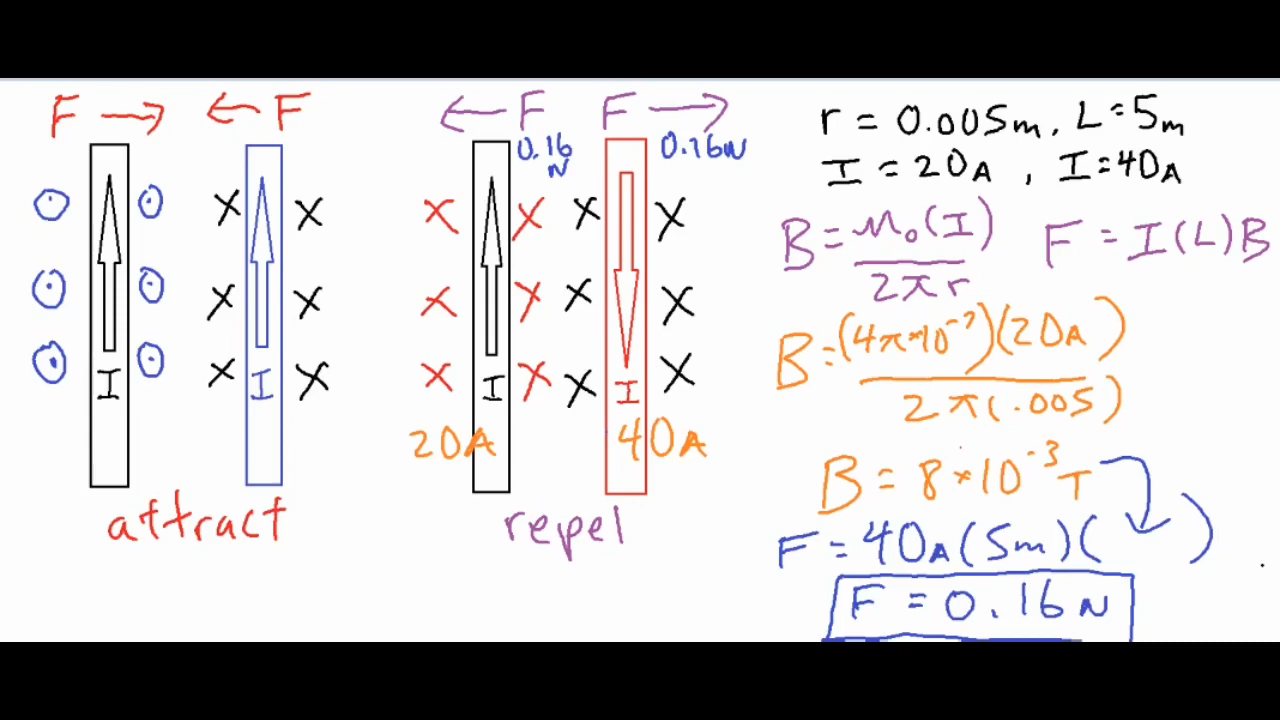 F → ← F
I I
attract
← F F →
0.16 N 0.16N
I I
20A 40A
repel
r = 0.005m, L=5m
I = 20A , I=40A
B = μ₀(I) / 2πr F = I(L)B
B = (4π×10⁻⁷)(20A) / 2π(.005)
B = 8×10⁻³ T
F = 40A(5m)( )
F = 0.16N